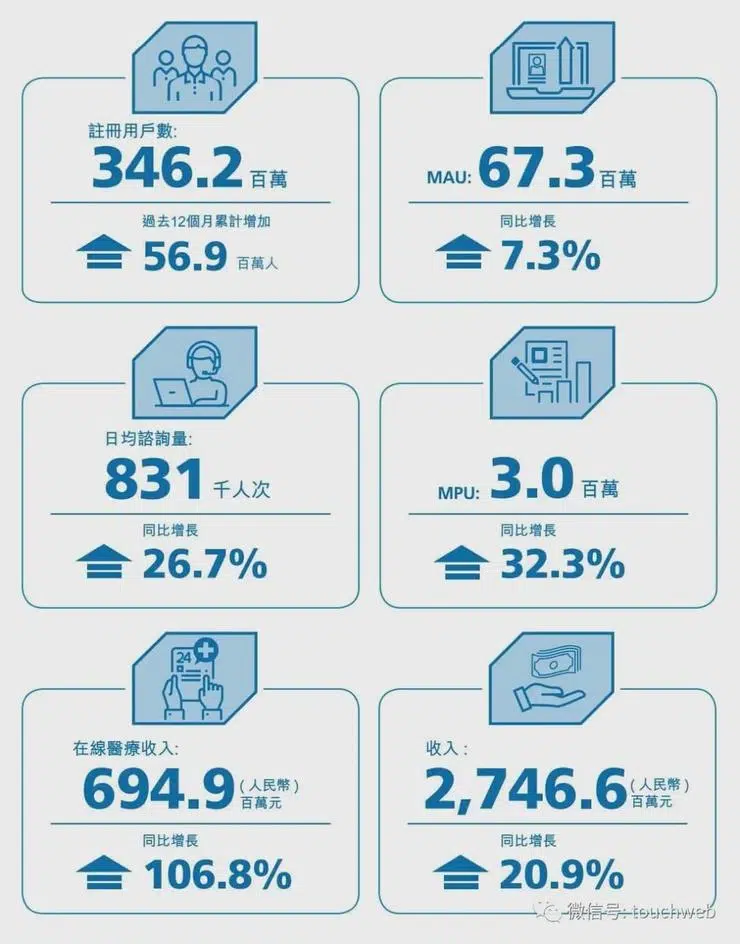 註冊用戶數:
346.2 百萬
過去12個月累計增加
56.9 百萬人
MAU: 67.3 百萬
同比增長
7.3%
日均諮詢量:
831 千人次
同比增長
26.7%
MPU: 3.0 百萬
同比增長
32.3%
24
在線醫療收入:
694.9 (人民幣)
百萬元
同比增長
106.8%
收入:
2,746.6 (人民幣)
百萬元
同比增長
20.9%
微信号: touchweb